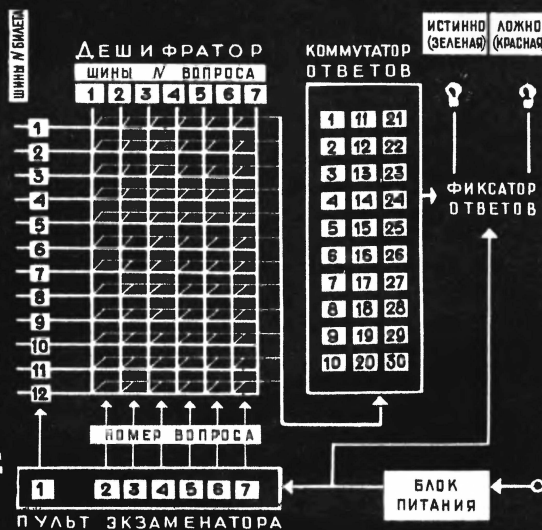 ШИНЫ N БИЛЕТА
ДЕШИФРАТОР
ШИНЫ N ВОПРОСА
1 2 3 4 5 6 7
1
2
3
4
5
6
7
8
9
10
11
12
КОММУТАТОР
ОТВЕТОВ
1 11 21
2 12 22
3 13 23
4 14 24
5 15 25
6 16 26
7 17 27
8 18 28
9 19 29
10 20 30
ИСТИННО
(ЗЕЛЕНАЯ)
ЛОЖНО
(КРАСНАЯ)
ФИКСАТОР
ОТВЕТОВ
НОМЕР ВОПРОСА
1 2 3 4 5 6 7
ПУЛЬТ ЭКЗАМЕНАТОРА
БЛОК
ПИТАНИЯ